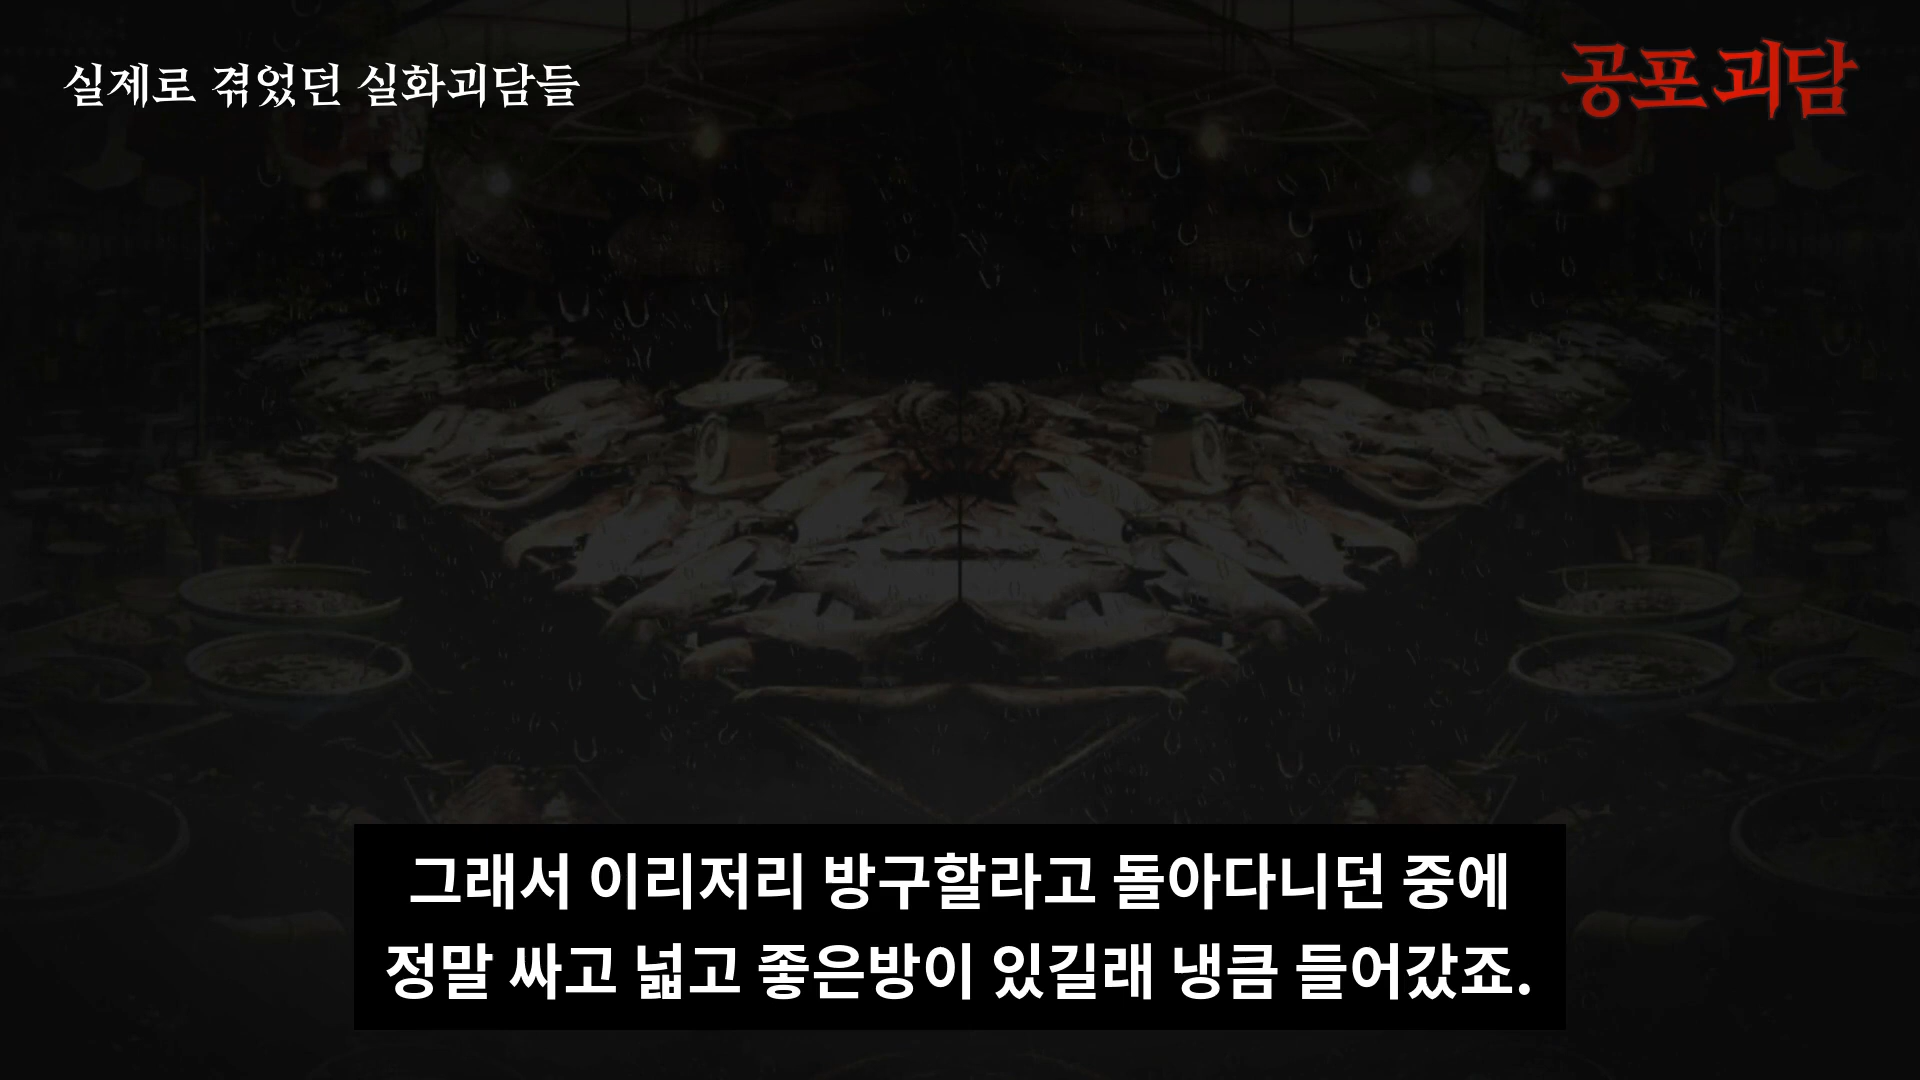 실제로 겪었던 실화괴담들
공포괴담
그래서 이리저리 방구할라고 돌아다니던 중에
정말 싸고 넓고 좋은방이 있길래 냉큼 들어갔죠.